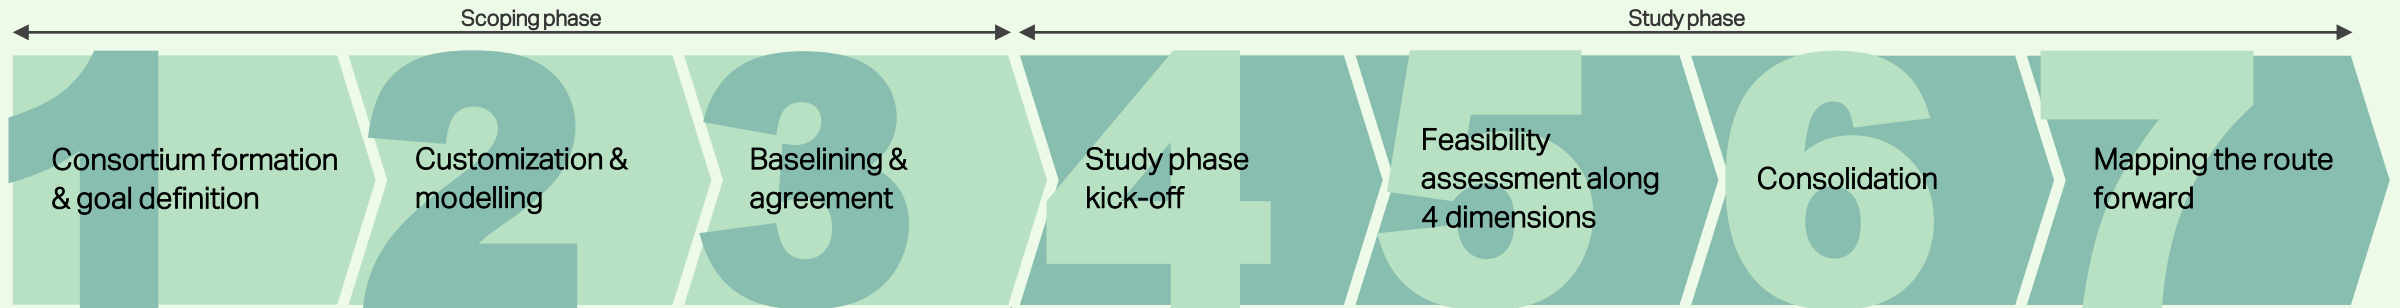 Scoping phase
Study phase
1
Consortium formation
& goal definition
2
Customization &
modelling
3
Baselining &
agreement
4
Study phase
kick-off
5
Feasibility
assessment along
4 dimensions
6
Consolidation
7
Mapping the route
forward